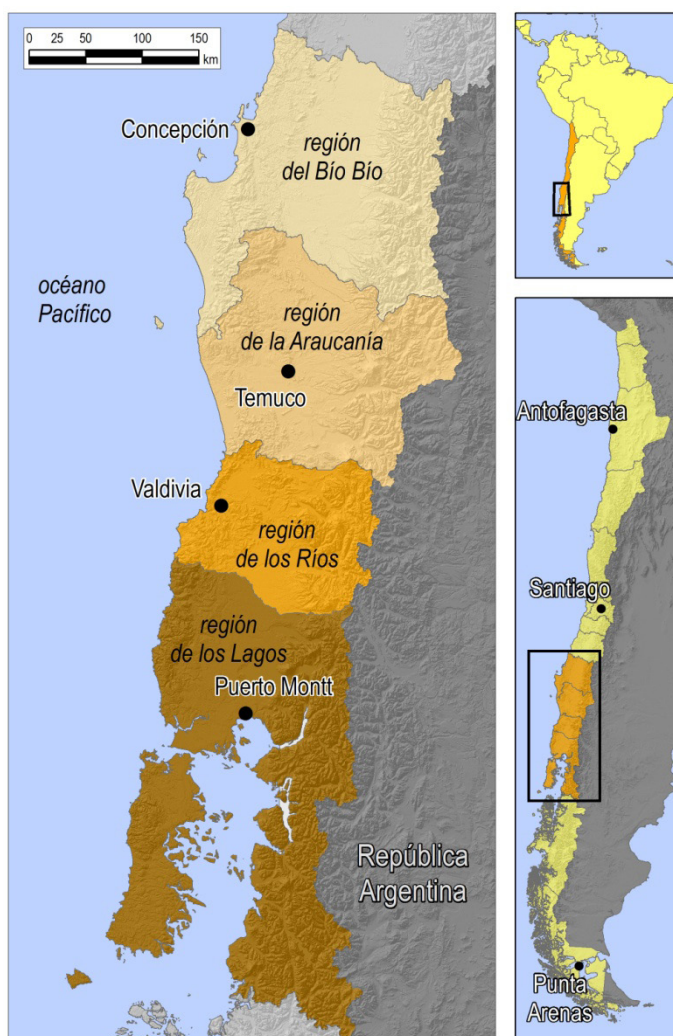 0 50 100 150
km
Concepción
región
del Bío Bío
océano
Pacífico
región
de la Araucanía
Temuco
Valdivia
región
de los Ríos
región
de los Lagos
Puerto Montt
República
Argentina
Antofagasta
Santiago
Punta
Arenas